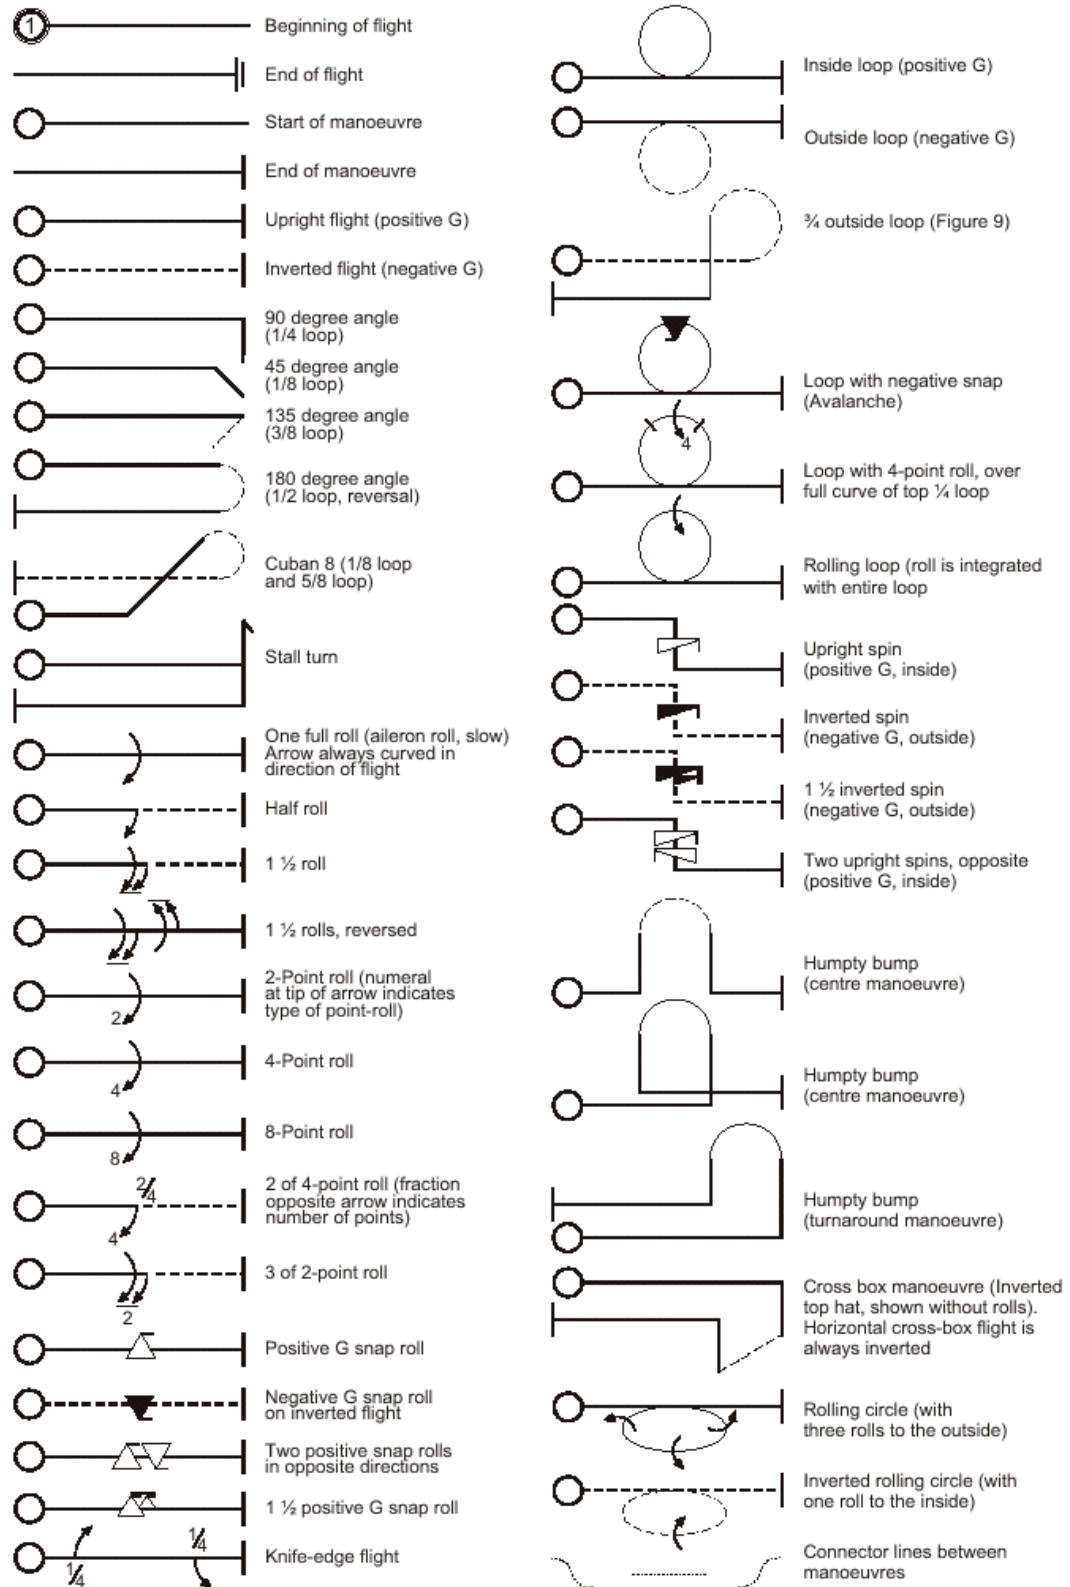 1
Beginning of flight
End of flight
Start of manoeuvre
End of manoeuvre
Upright flight (positive G)
Inverted flight (negative G)
90 degree angle
(1/4 loop)
45 degree angle
(1/8 loop)
135 degree angle
(3/8 loop)
180 degree angle
(1/2 loop, reversal)
Cuban 8 (1/8 loop
and 5/8 loop)
Stall turn
One full roll (aileron roll, slow)
Arrow always curved in
direction of flight
Half roll
1 ½ roll
1 ½ rolls, reversed
2-Point roll (numeral
at tip of arrow indicates
type of point-roll)
2
4-Point roll
4
8-Point roll
8
2/4
2 of 4-point roll (fraction
opposite arrow indicates
number of points)
4
3 of 2-point roll
2
Positive G snap roll
Negative G snap roll
on inverted flight
Two positive snap rolls
in opposite directions
1 ½ positive G snap roll
1/4
1/4
Knife-edge flight
Inside loop (positive G)
Outside loop (negative G)
¾ outside loop (Figure 9)
Loop with negative snap
(Avalanche)
4
Loop with 4-point roll, over
full curve of top ¼ loop
Rolling loop (roll is integrated
with entire loop
Upright spin
(positive G, inside)
Inverted spin
(negative G, outside)
1 ½ inverted spin
(negative G, outside)
Two upright spins, opposite
(positive G, inside)
Humpty bump
(centre manoeuvre)
Humpty bump
(centre manoeuvre)
Humpty bump
(turnaround manoeuvre)
Cross box manoeuvre (Inverted
top hat, shown without rolls).
Horizontal cross-box flight is
always inverted
Rolling circle (with
three rolls to the outside)
Inverted rolling circle (with
one roll to the inside)
Connector lines between
manoeuvres